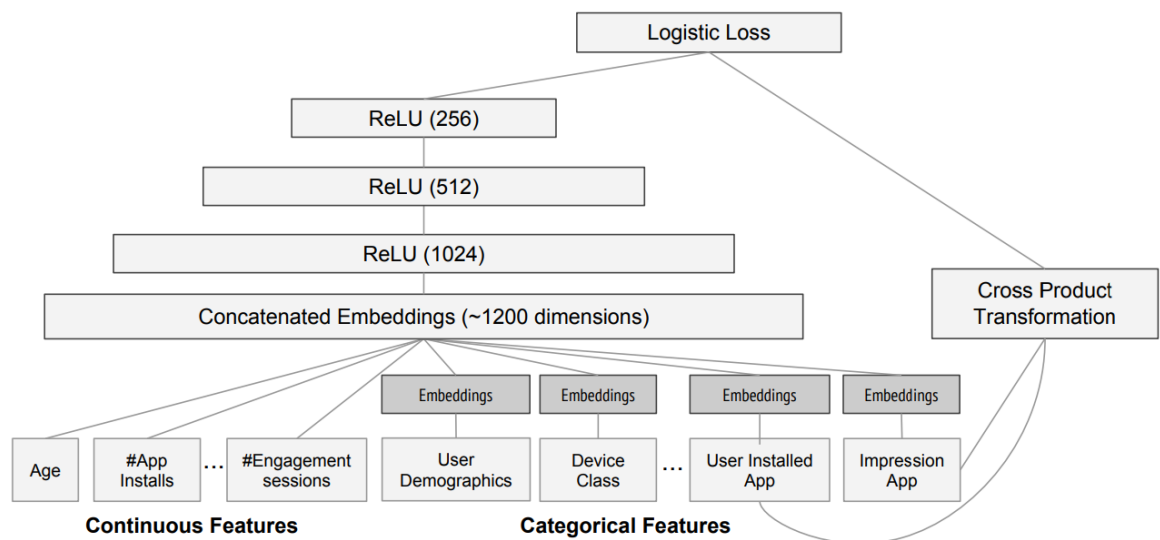 Logistic Loss
ReLU (256)
ReLU (512)
ReLU (1024)
Concatenated Embeddings (~1200 dimensions)
Cross Product
Transformation
Embeddings
Embeddings
Embeddings
Embeddings
Age
#App
Installs
...
#Engagement
sessions
User
Demographics
Device
Class
...
User Installed
App
Impression
App
Continuous Features
Categorical Features